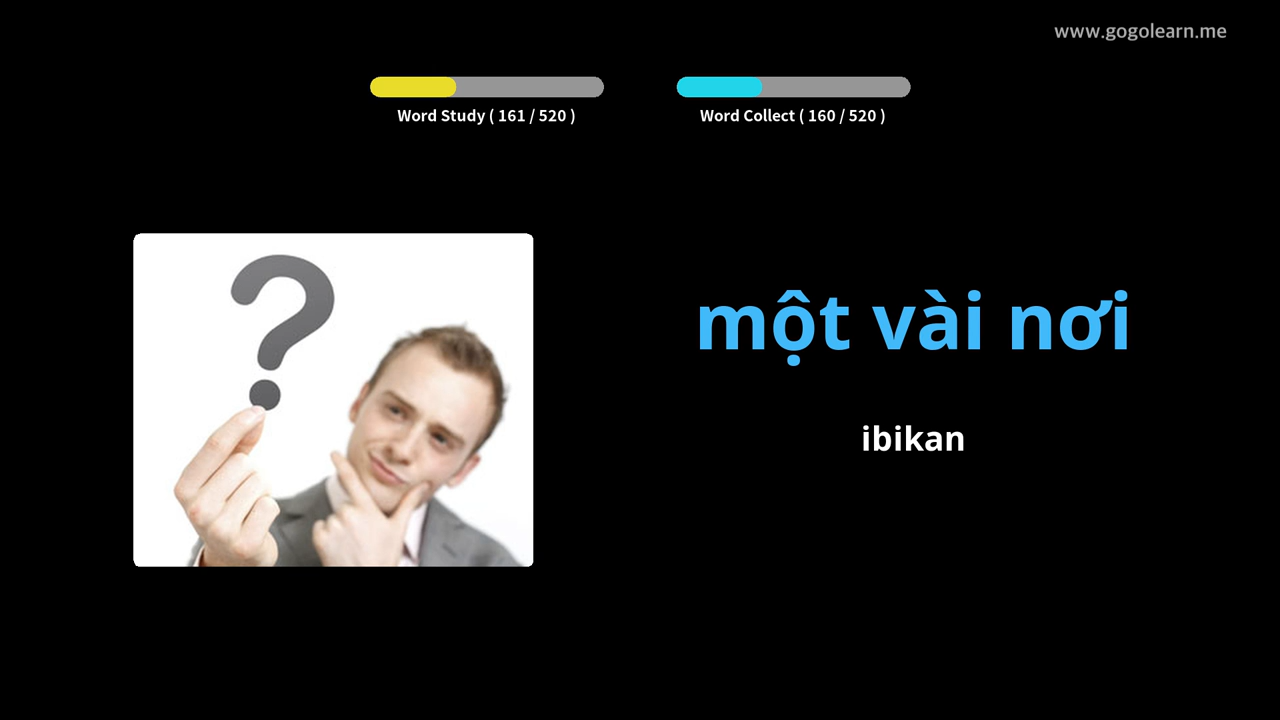 www.gogolearn.me
Word Study ( 161 / 520 )
Word Collect ( 160 / 520 )
?
một vài nơi
ibikan